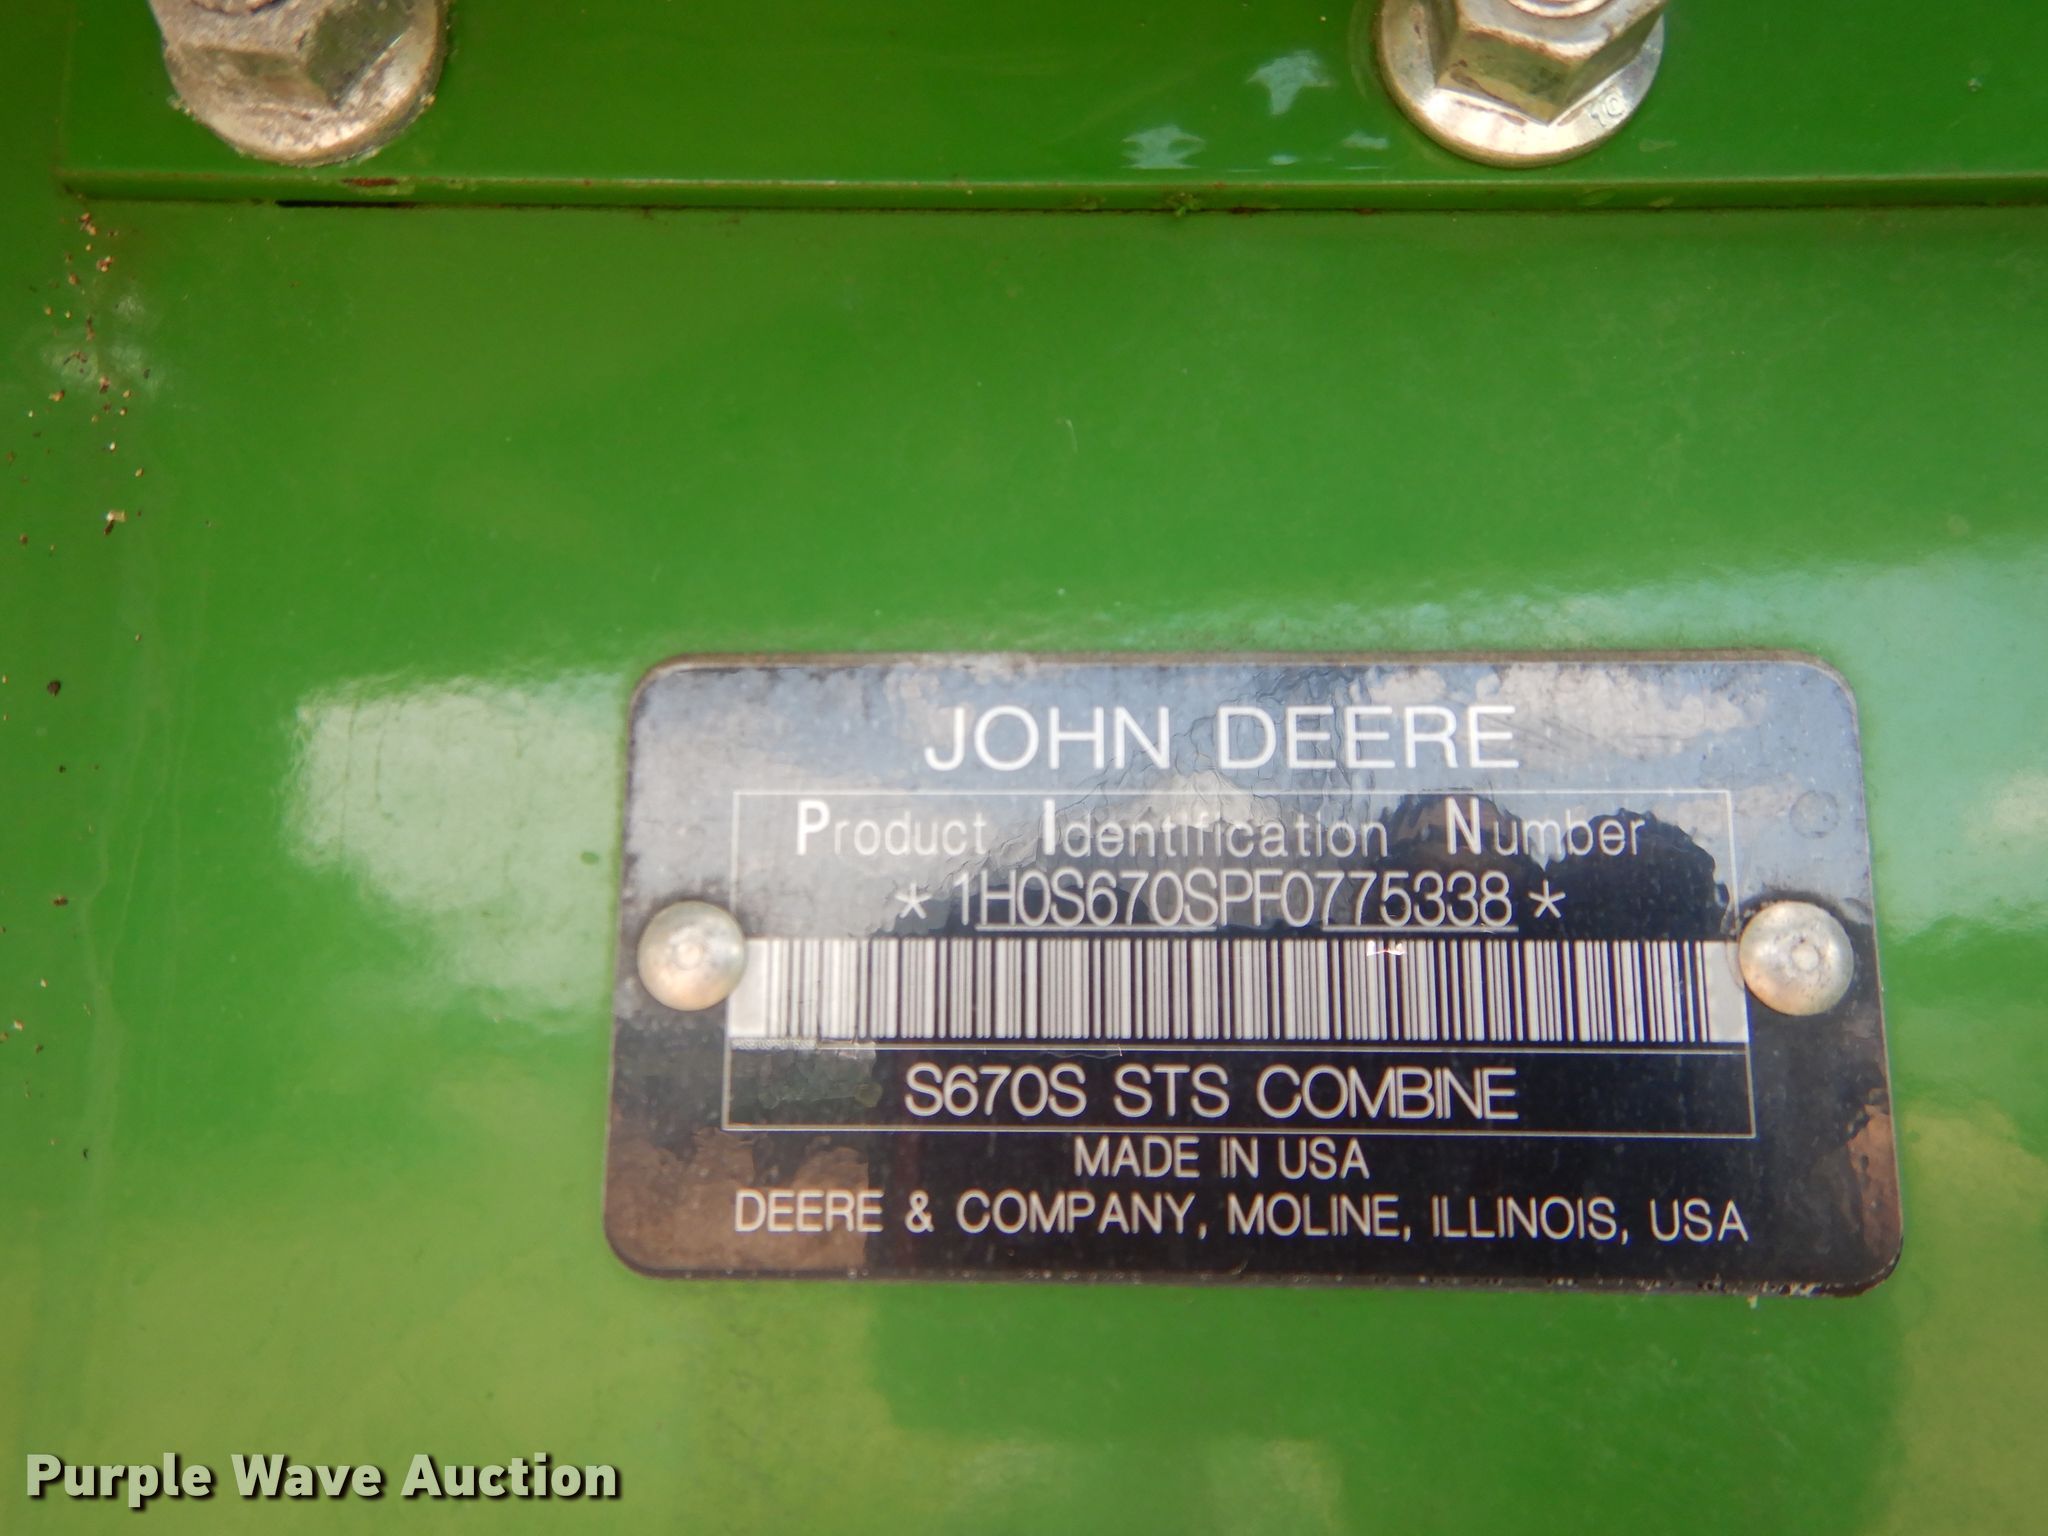 10
JOHN DEERE
Product Identification Number
*1H0S670SPF0775338*
S670S STS COMBINE
MADE IN USA
DEERE & COMPANY, MOLINE, ILLINOIS, USA
Purple Wave Auction